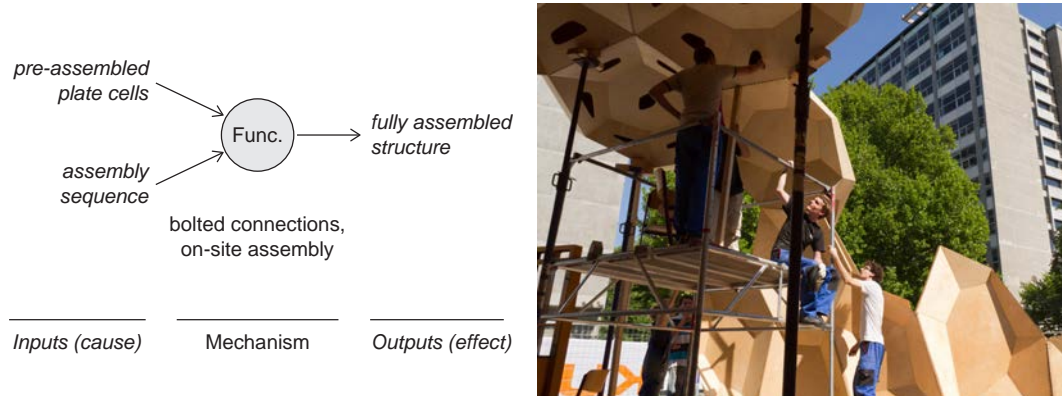 pre-assembled
plate cells
Func.
fully assembled
structure
assembly
sequence
bolted connections,
on-site assembly
Inputs (cause)
Mechanism
Outputs (effect)